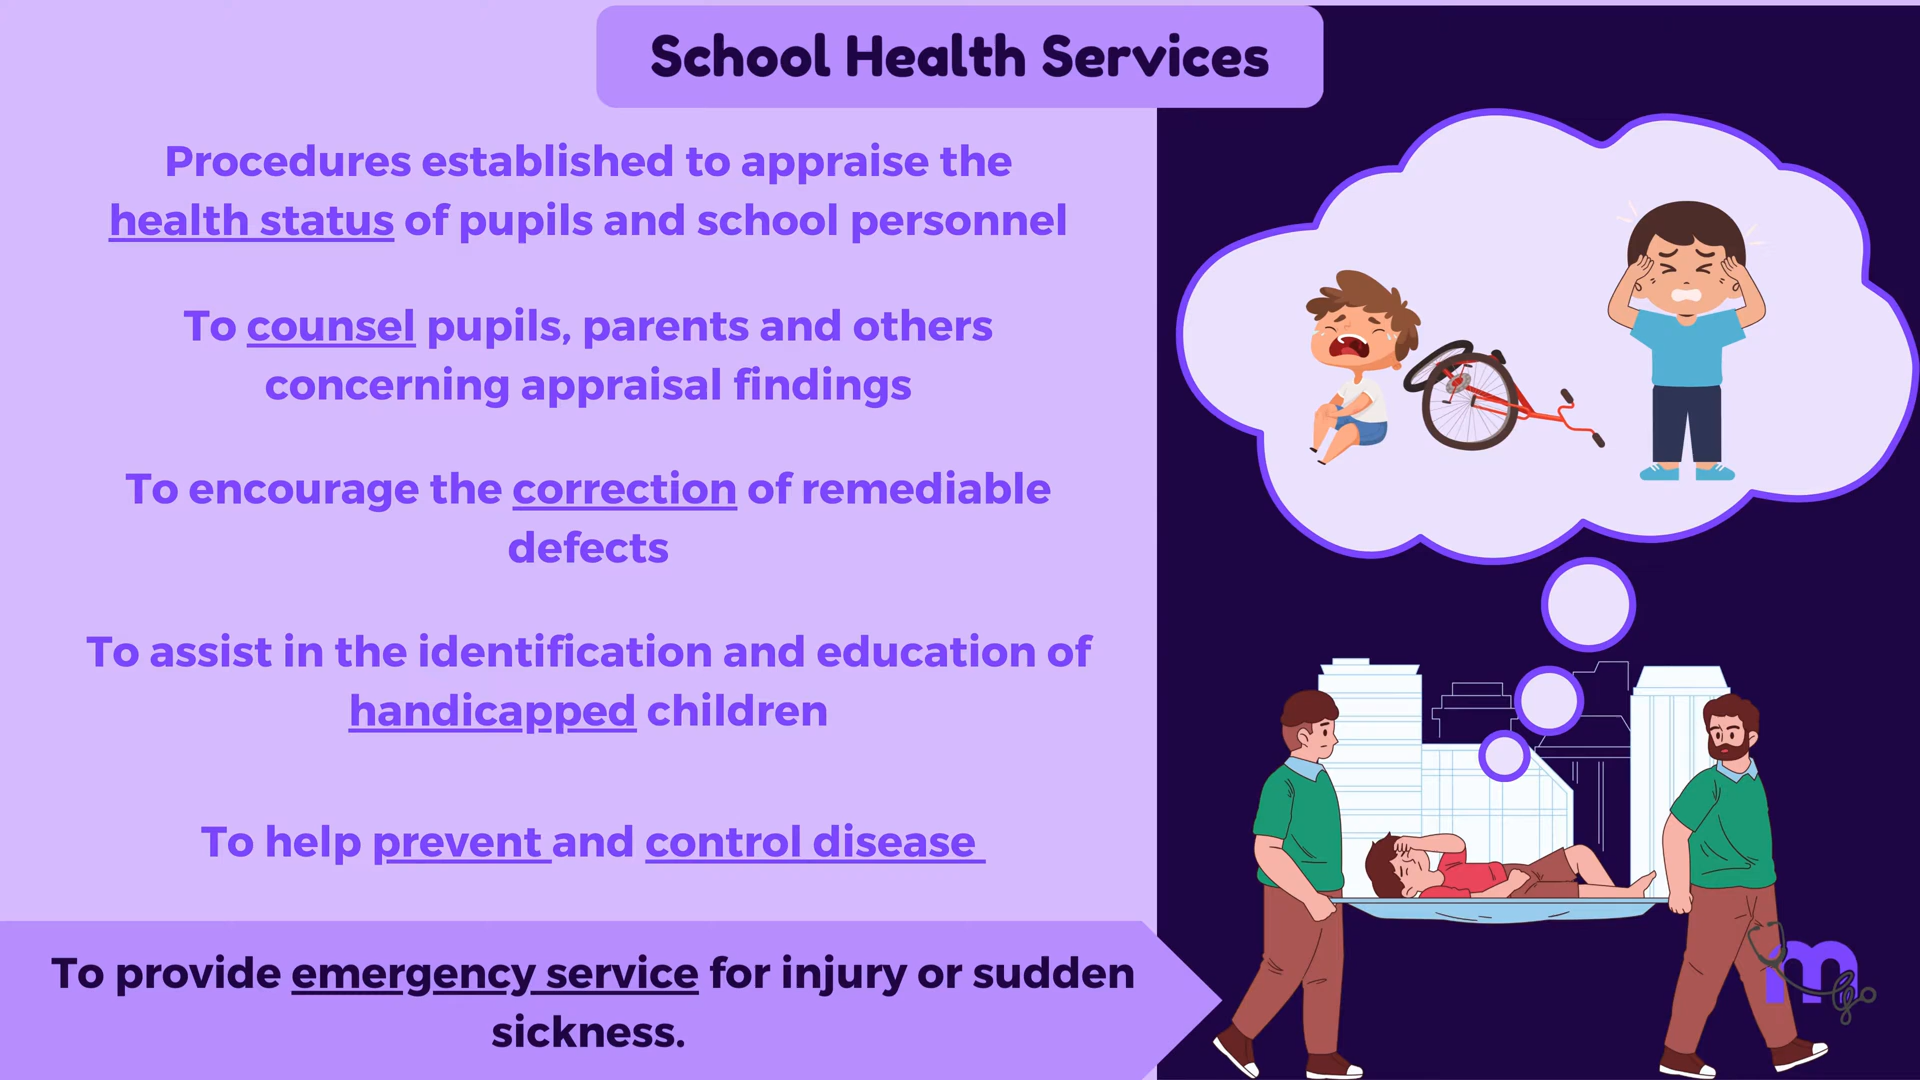 School Health Services
Procedures established to appraise the
health status of pupils and school personnel
To counsel pupils, parents and others
concerning appraisal findings
To encourage the correction of remediable
defects
To assist in the identification and education of
handicapped children
To help prevent and control disease
To provide emergency service for injury or sudden
sickness.
m
go